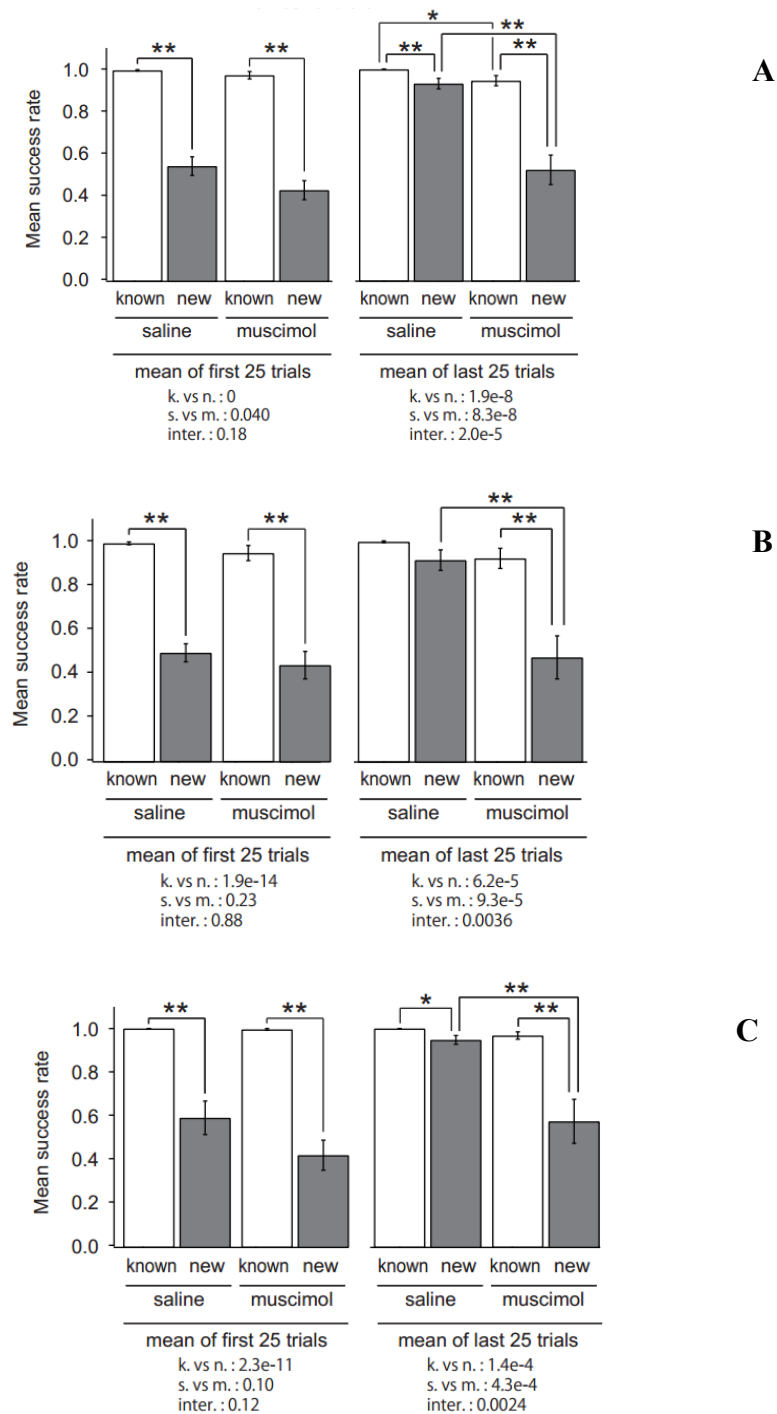 A
* **
** **
** **
Mean success rate
1.0
0.8
0.6
0.4
0.2
0.0
known new known new known new known new
saline muscimol saline muscimol
mean of first 25 trials mean of last 25 trials
k. vs n. : 0 k. vs n. : 1.9e-8
s. vs m. : 0.040 s. vs m. : 8.3e-8
inter. : 0.18 inter. : 2.0e-5
B
**
** ** **
Mean success rate
1.0
0.8
0.6
0.4
0.2
0.0
known new known new known new known new
saline muscimol saline muscimol
mean of first 25 trials mean of last 25 trials
k. vs n. : 1.9e-14 k. vs n. : 6.2e-5
s. vs m. : 0.23 s. vs m. : 9.3e-5
inter. : 0.88 inter. : 0.0036
C
**
** ** * **
Mean success rate
1.0
0.8
0.6
0.4
0.2
0.0
known new known new known new known new
saline muscimol saline muscimol
mean of first 25 trials mean of last 25 trials
k. vs n. : 2.3e-11 k. vs n. : 1.4e-4
s. vs m. : 0.10 s. vs m. : 4.3e-4
inter. : 0.12 inter. : 0.0024